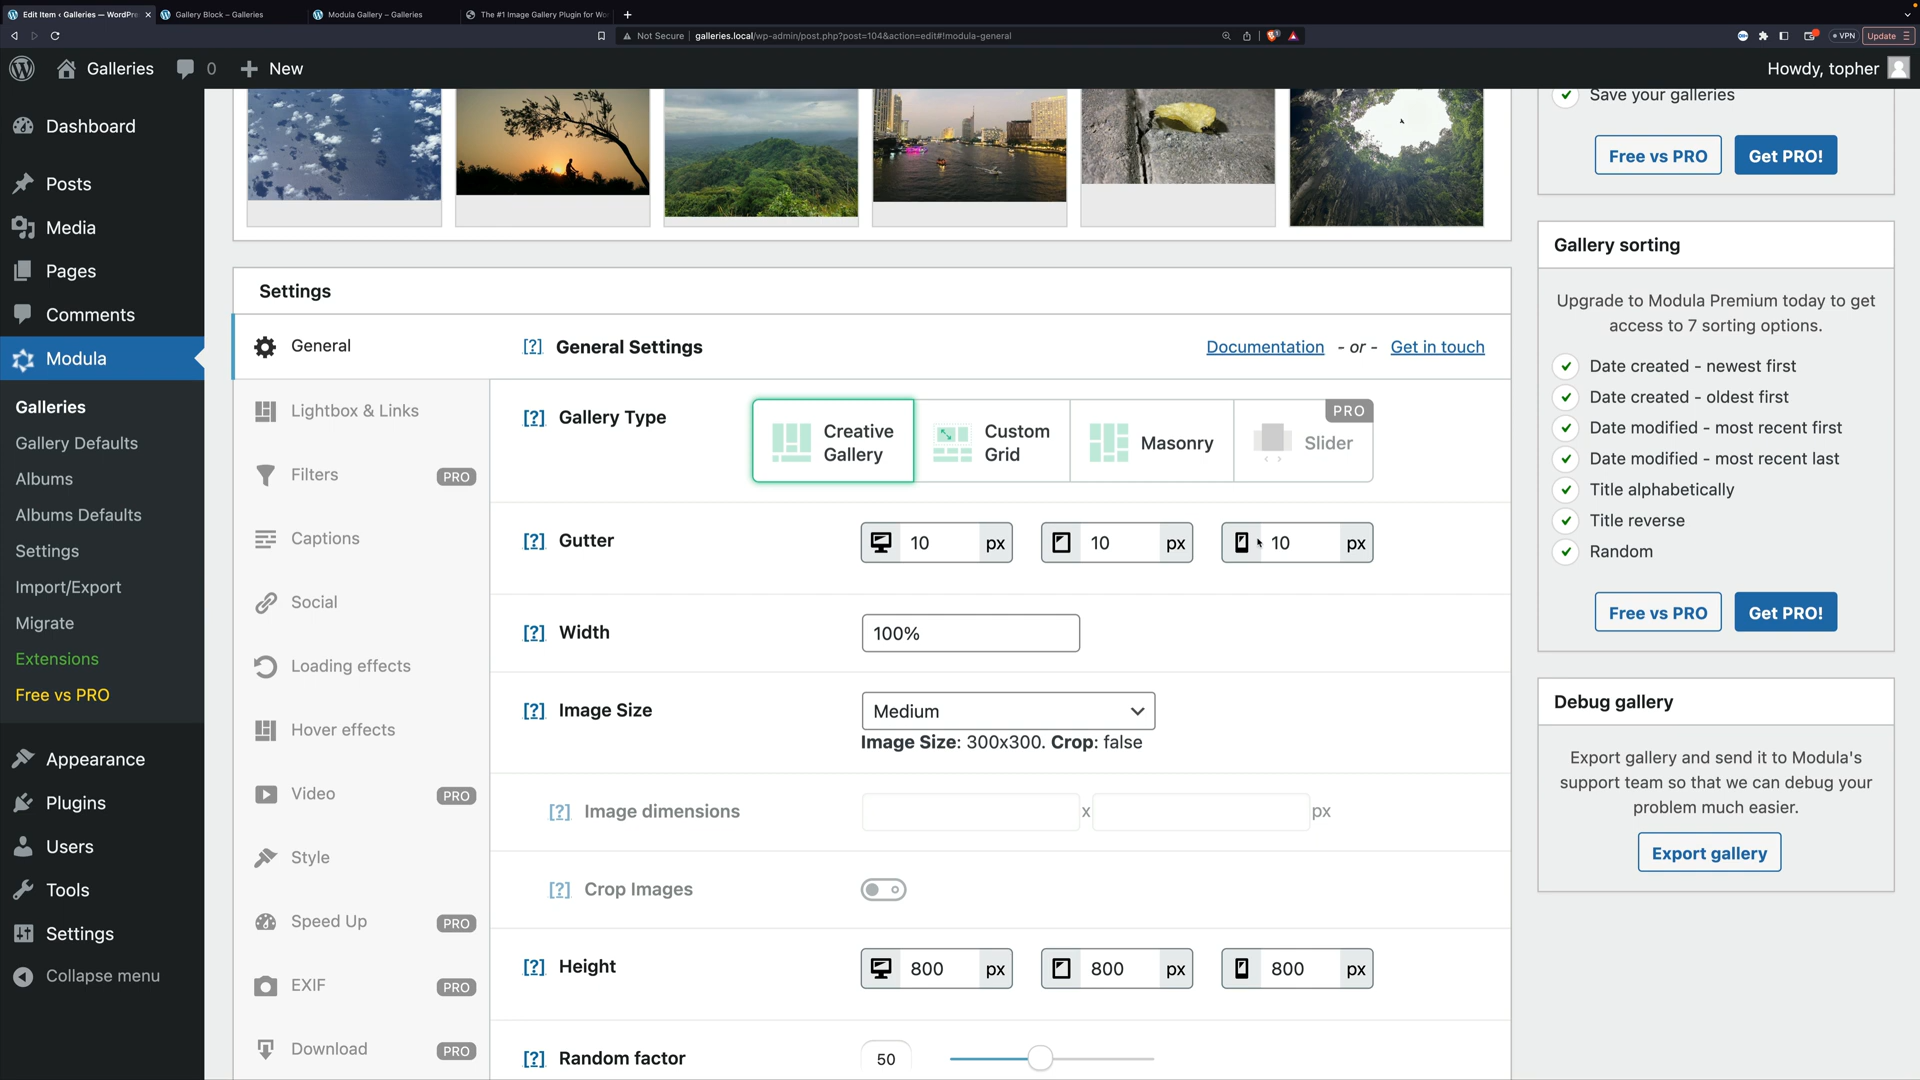 Edit Item ‹ Galleries — WordPre
Gallery Block – Galleries
Modula Gallery – Galleries
The #1 Image Gallery Plugin for Wo
Not Secure
galleries.local/wp-admin/post.php?post=104&action=edit#!modula-general
VPN
Update
Galleries
0
New
Howdy, topher
Dashboard
Posts
Media
Pages
Comments
Modula
Galleries
Gallery Defaults
Albums
Albums Defaults
Settings
Import/Export
Migrate
Extensions
Free vs PRO
Appearance
Plugins
Users
Tools
Settings
Collapse menu
Settings
General
Lightbox & Links
Filters PRO
Captions
Social
Loading effects
Hover effects
Video PRO
Style
Speed Up PRO
EXIF PRO
Download PRO
[?] General Settings
Documentation - or - Get in touch
[?] Gallery Type
Creative
Gallery
Custom
Grid
Masonry
PRO
Slider
[?] Gutter
10 px
10 px
10 px
[?] Width
100%
[?] Image Size
Medium
Image Size: 300x300. Crop: false
[?] Image dimensions
x px
[?] Crop Images
[?] Height
800 px
800 px
800 px
[?] Random factor
50
Save your galleries
Free vs PRO
Get PRO!
Gallery sorting
Upgrade to Modula Premium today to get
access to 7 sorting options.
Date created - newest first
Date created - oldest first
Date modified - most recent first
Date modified - most recent last
Title alphabetically
Title reverse
Random
Free vs PRO
Get PRO!
Debug gallery
Export gallery and send it to Modula's
support team so that we can debug your
problem much easier.
Export gallery